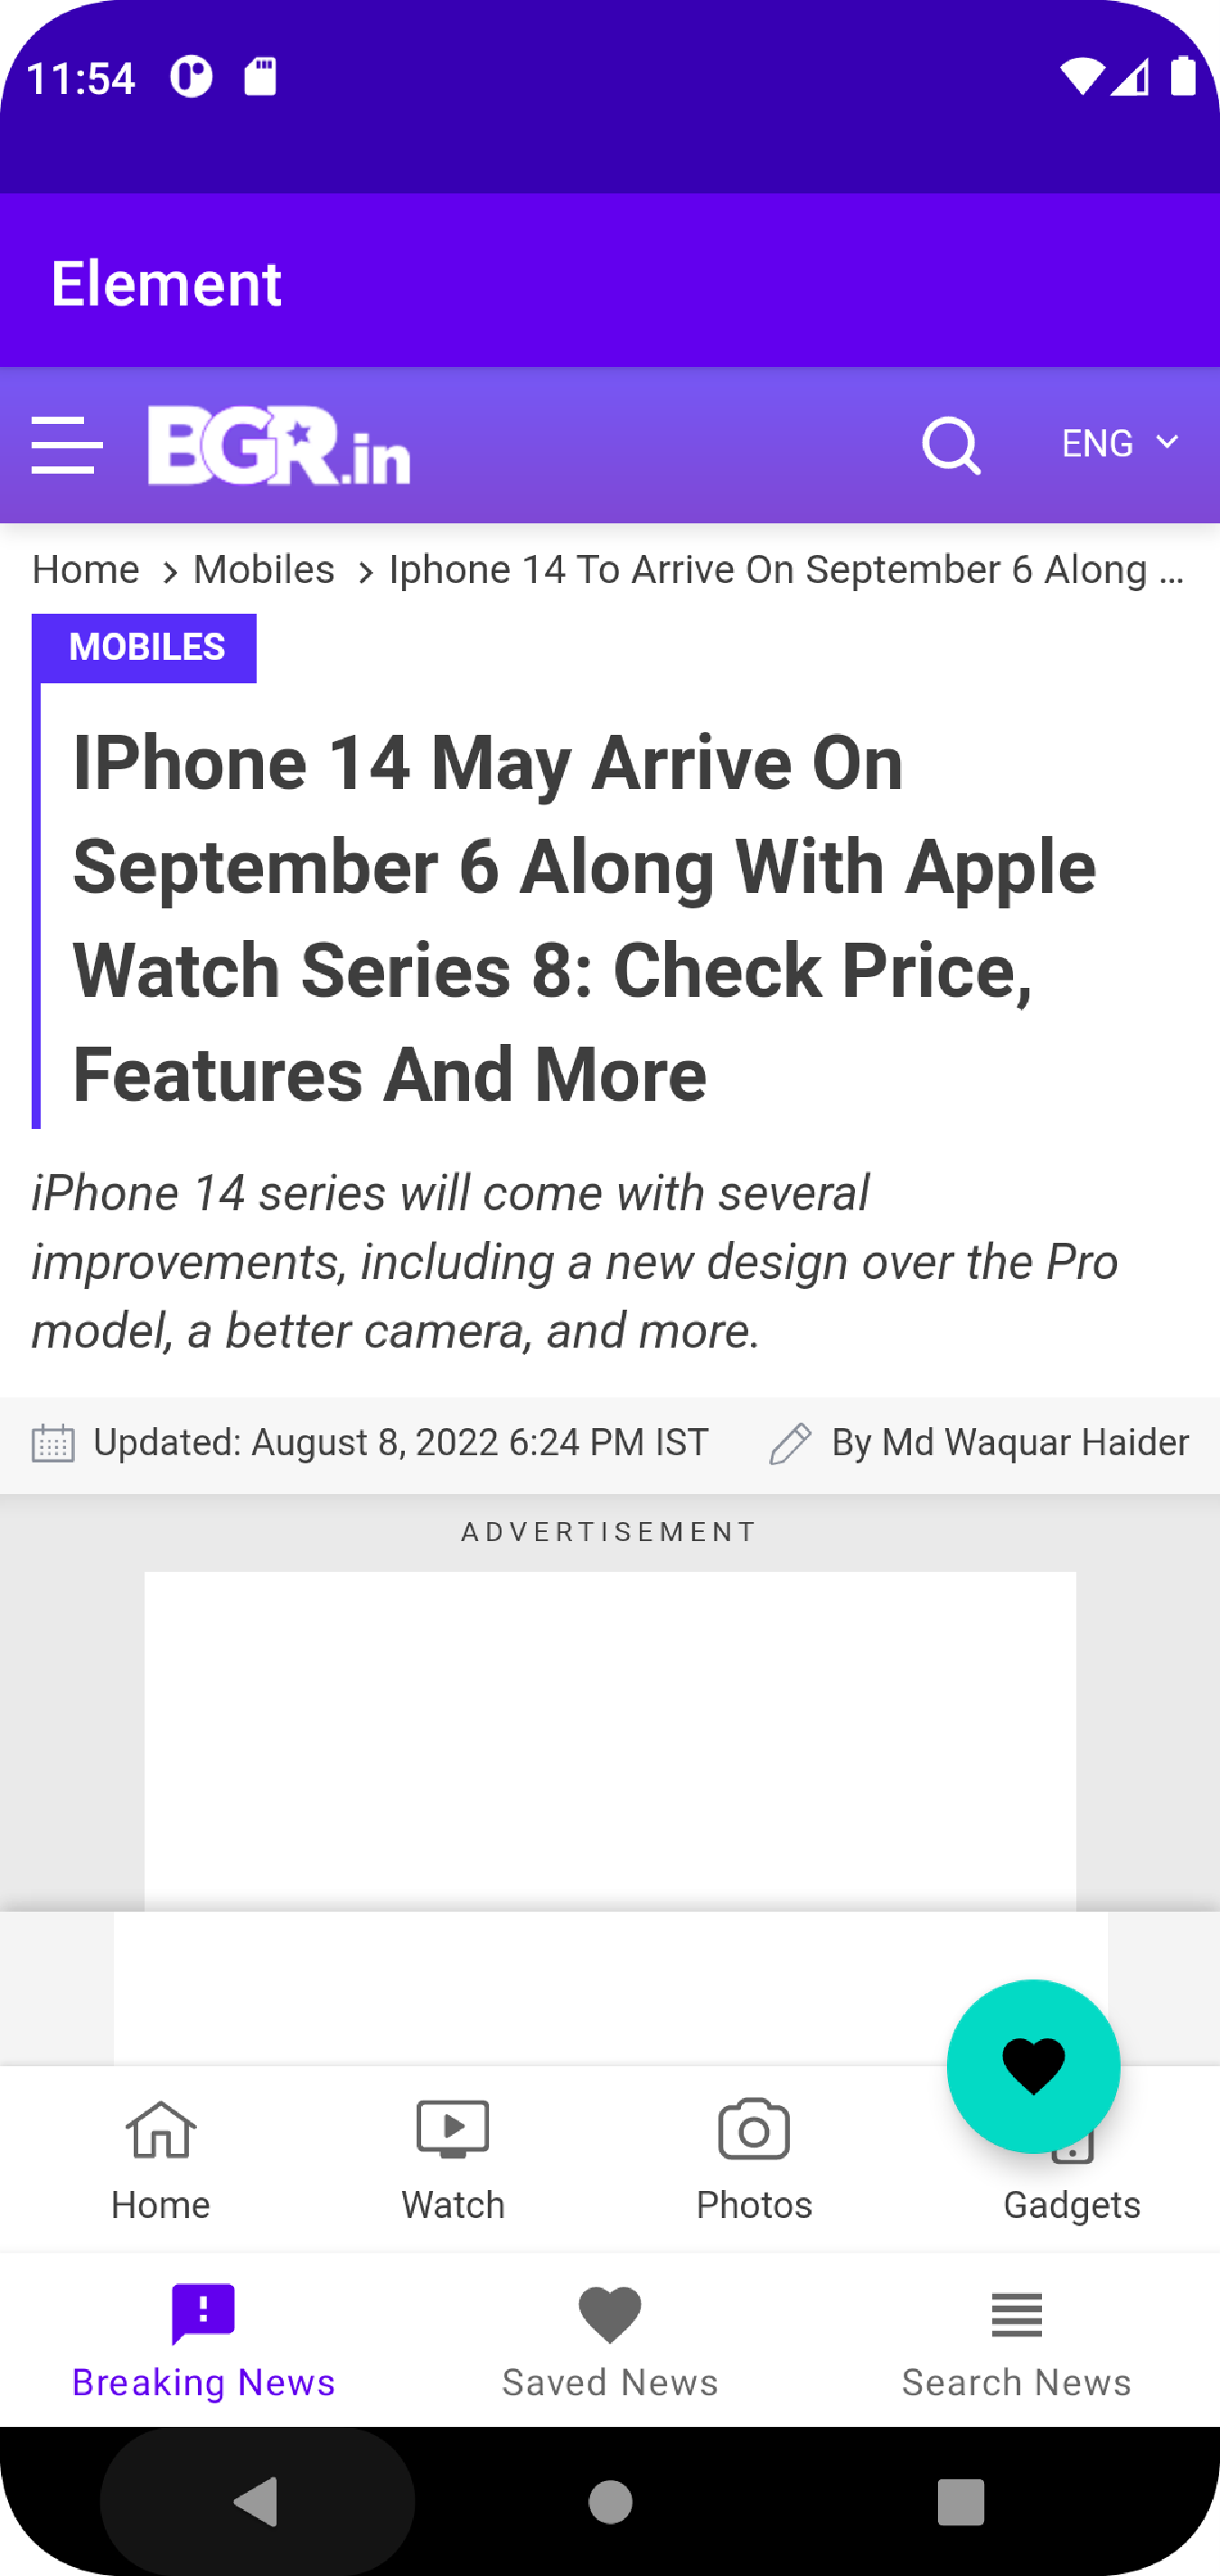 11:54
Element
BGR.in
ENG
Home > Mobiles > Iphone 14 To Arrive On September 6 Along ...
MOBILES
IPhone 14 May Arrive On
September 6 Along With Apple
Watch Series 8: Check Price,
Features And More
iPhone 14 series will come with several
improvements, including a new design over the Pro
model, a better camera, and more.
Updated: August 8, 2022 6:24 PM IST By Md Waquar Haider
ADVERTISEMENT
Home Watch Photos Gadgets
Breaking News Saved News Search News